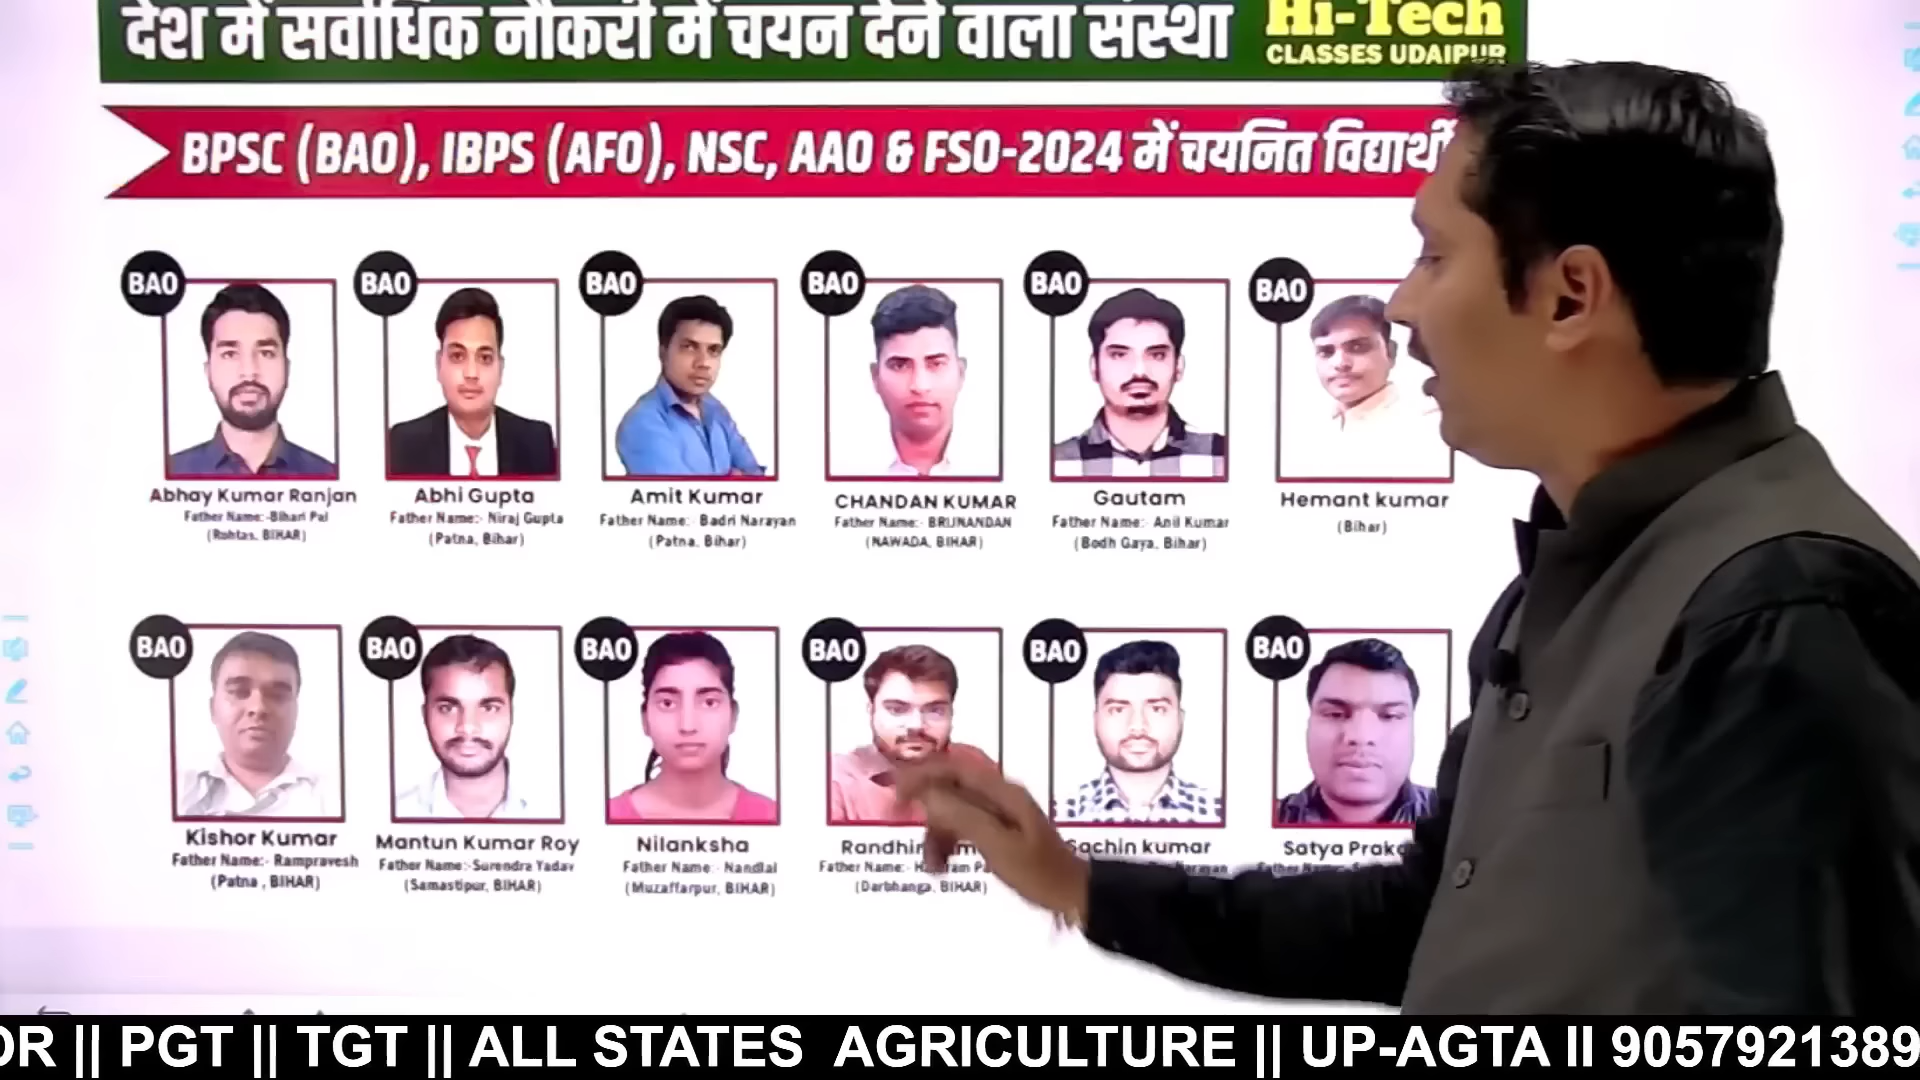 देश में सर्वाधिक नौकरी में चयन देने वाला संस्था
Hi-Tech
CLASSES UDAIPUR
BPSC (BAO), IBPS (AFO), NSC, AAO & FSO-2024 में चयनित विद्यार्थी
BAO BAO BAO BAO BAO BAO
Abhay Kumar Ranjan
Father Name:-Bihari Pal
(Rohtas, BIHAR)
Abhi Gupta
Father Name:- Niraj Gupta
(Patna, Bihar)
Amit Kumar
Father Name:- Badri Narayan
(Patna, Bihar)
CHANDAN KUMAR
Father Name:- BRIJNANDAN
(NAWADA, BIHAR)
Gautam
Father Name:- Anil Kumar
(Bodh Gaya, Bihar)
Hemant kumar
(Bihar)
BAO BAO BAO BAO BAO BAO
Kishor Kumar
Father Name:- Rampravesh
(Patna , BIHAR)
Mantun Kumar Roy
Father Name:-Surendra Yadav
(Samastipur, BIHAR)
Nilanksha
Father Name:- Nandlal
(Muzaffarpur, BIHAR)
Father Name:-
(Darbhanga, BIHAR)
Sachin kumar
Satya
Father Name:-
OR || PGT || TGT || ALL STATES AGRICULTURE || UP-AGTA II 9057921389